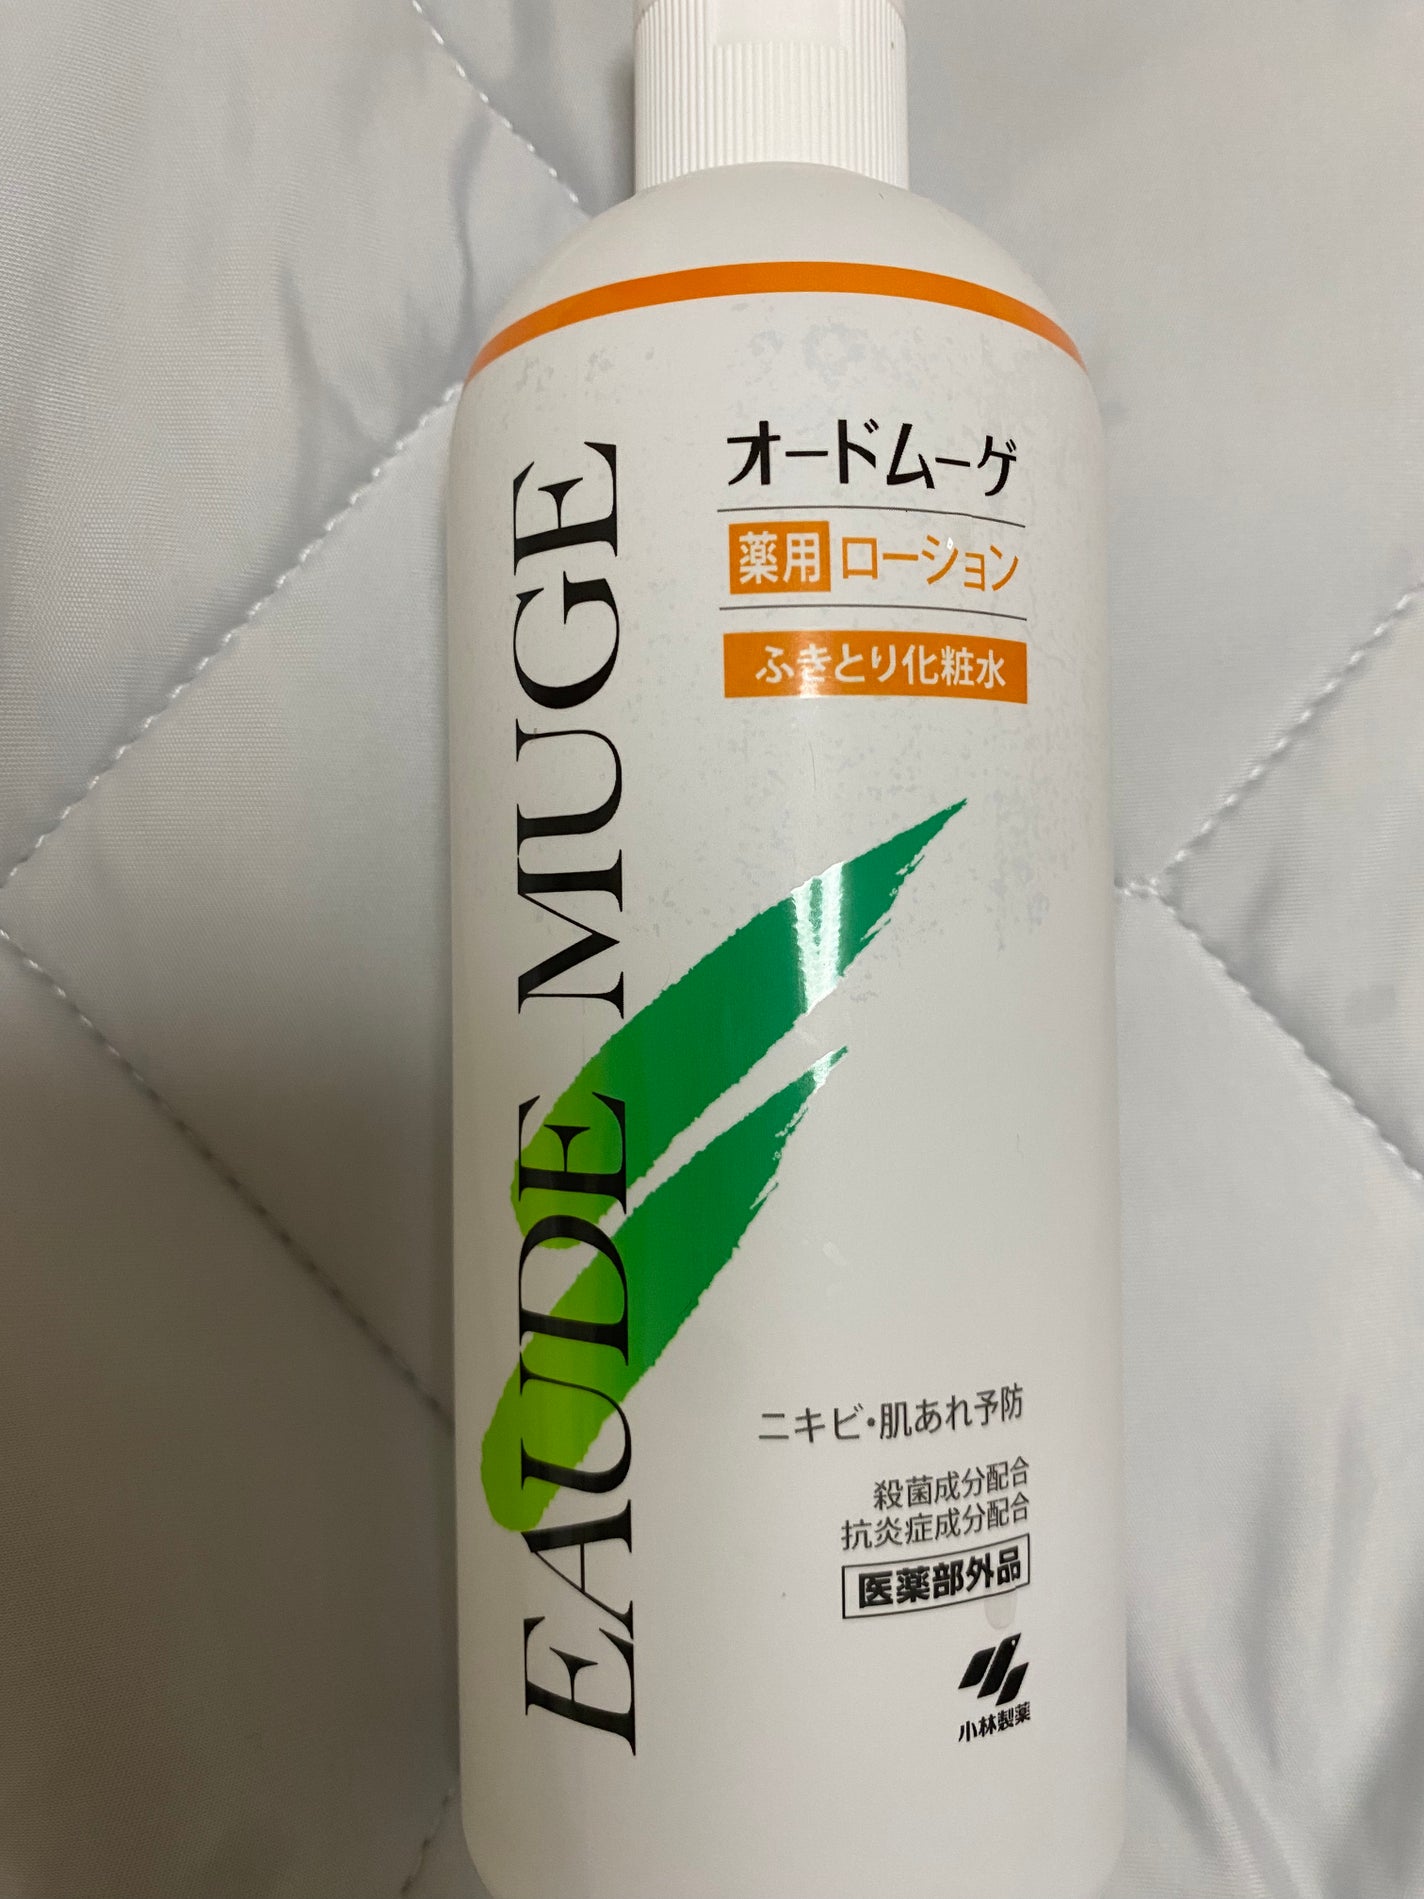 EAUDE MUGE
オードムーゲ
薬用ローション
ふきとり化粧水
ニキビ・肌あれ予防
殺菌成分配合
抗炎症成分配合
医薬部外品
小林製薬